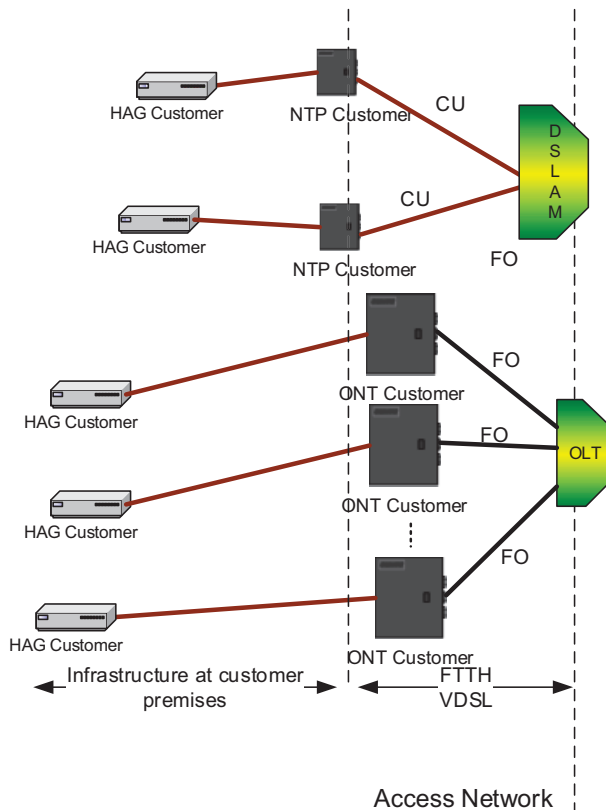 HAG Customer
NTP Customer
CU
DSLAM
HAG Customer
NTP Customer
CU
FO
HAG Customer
ONT Customer
FO
HAG Customer
ONT Customer
FO
OLT
HAG Customer
ONT Customer
FO
Infrastructure at customer
premises
FTTH
VDSL
Access Network